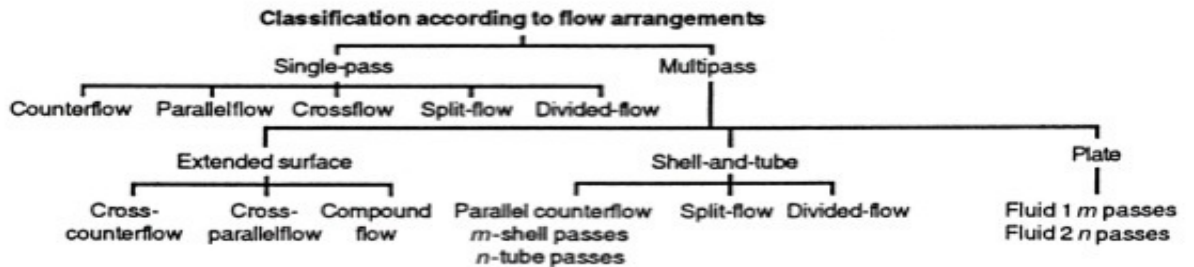 Classification according to flow arrangements
Single-pass Multipass
Counterflow Parallelflow Crossflow Split-flow Divided-flow
Extended surface Shell-and-tube Plate
Cross-
counterflow
Cross-
parallelflow
Compound
flow
Parallel counterflow
m-shell passes
n-tube passes
Split-flow
Divided-flow
Fluid 1 m passes
Fluid 2 n passes